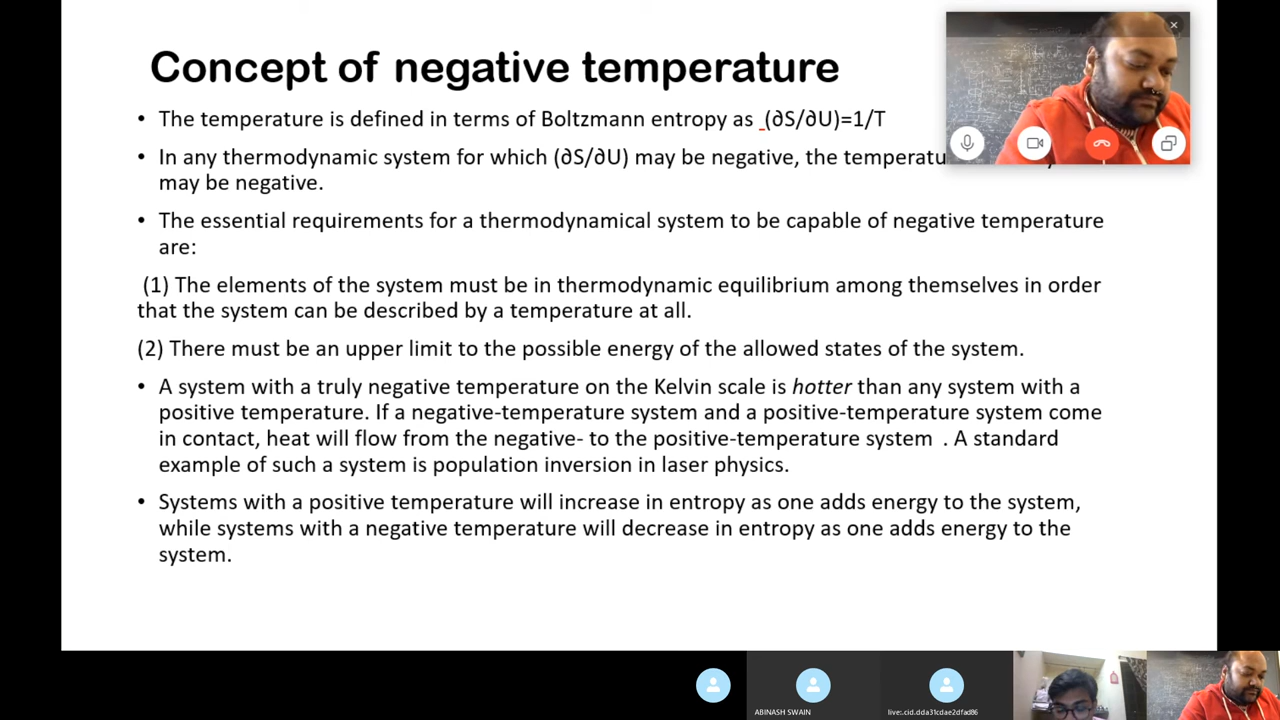 Concept of negative temperature
• The temperature is defined in terms of Boltzmann entropy as (∂S/∂U)=1/T
• In any thermodynamic system for which (∂S/∂U) may be negative, the
may be negative.
• The essential requirements for a thermodynamical system to be capable of negative temperature
are:
(1) The elements of the system must be in thermodynamic equilibrium among themselves in order
that the system can be described by a temperature at all.
(2) There must be an upper limit to the possible energy of the allowed states of the system.
• A system with a truly negative temperature on the Kelvin scale is hotter than any system with a
positive temperature. If a negative-temperature system and a positive-temperature system come
in contact, heat will flow from the negative- to the positive-temperature system . A standard
example of such a system is population inversion in laser physics.
• Systems with a positive temperature will increase in entropy as one adds energy to the system,
while systems with a negative temperature will decrease in entropy as one adds energy to the
system.
ABINASH SWAIN
live:.cid.dda31cdae2dfad86